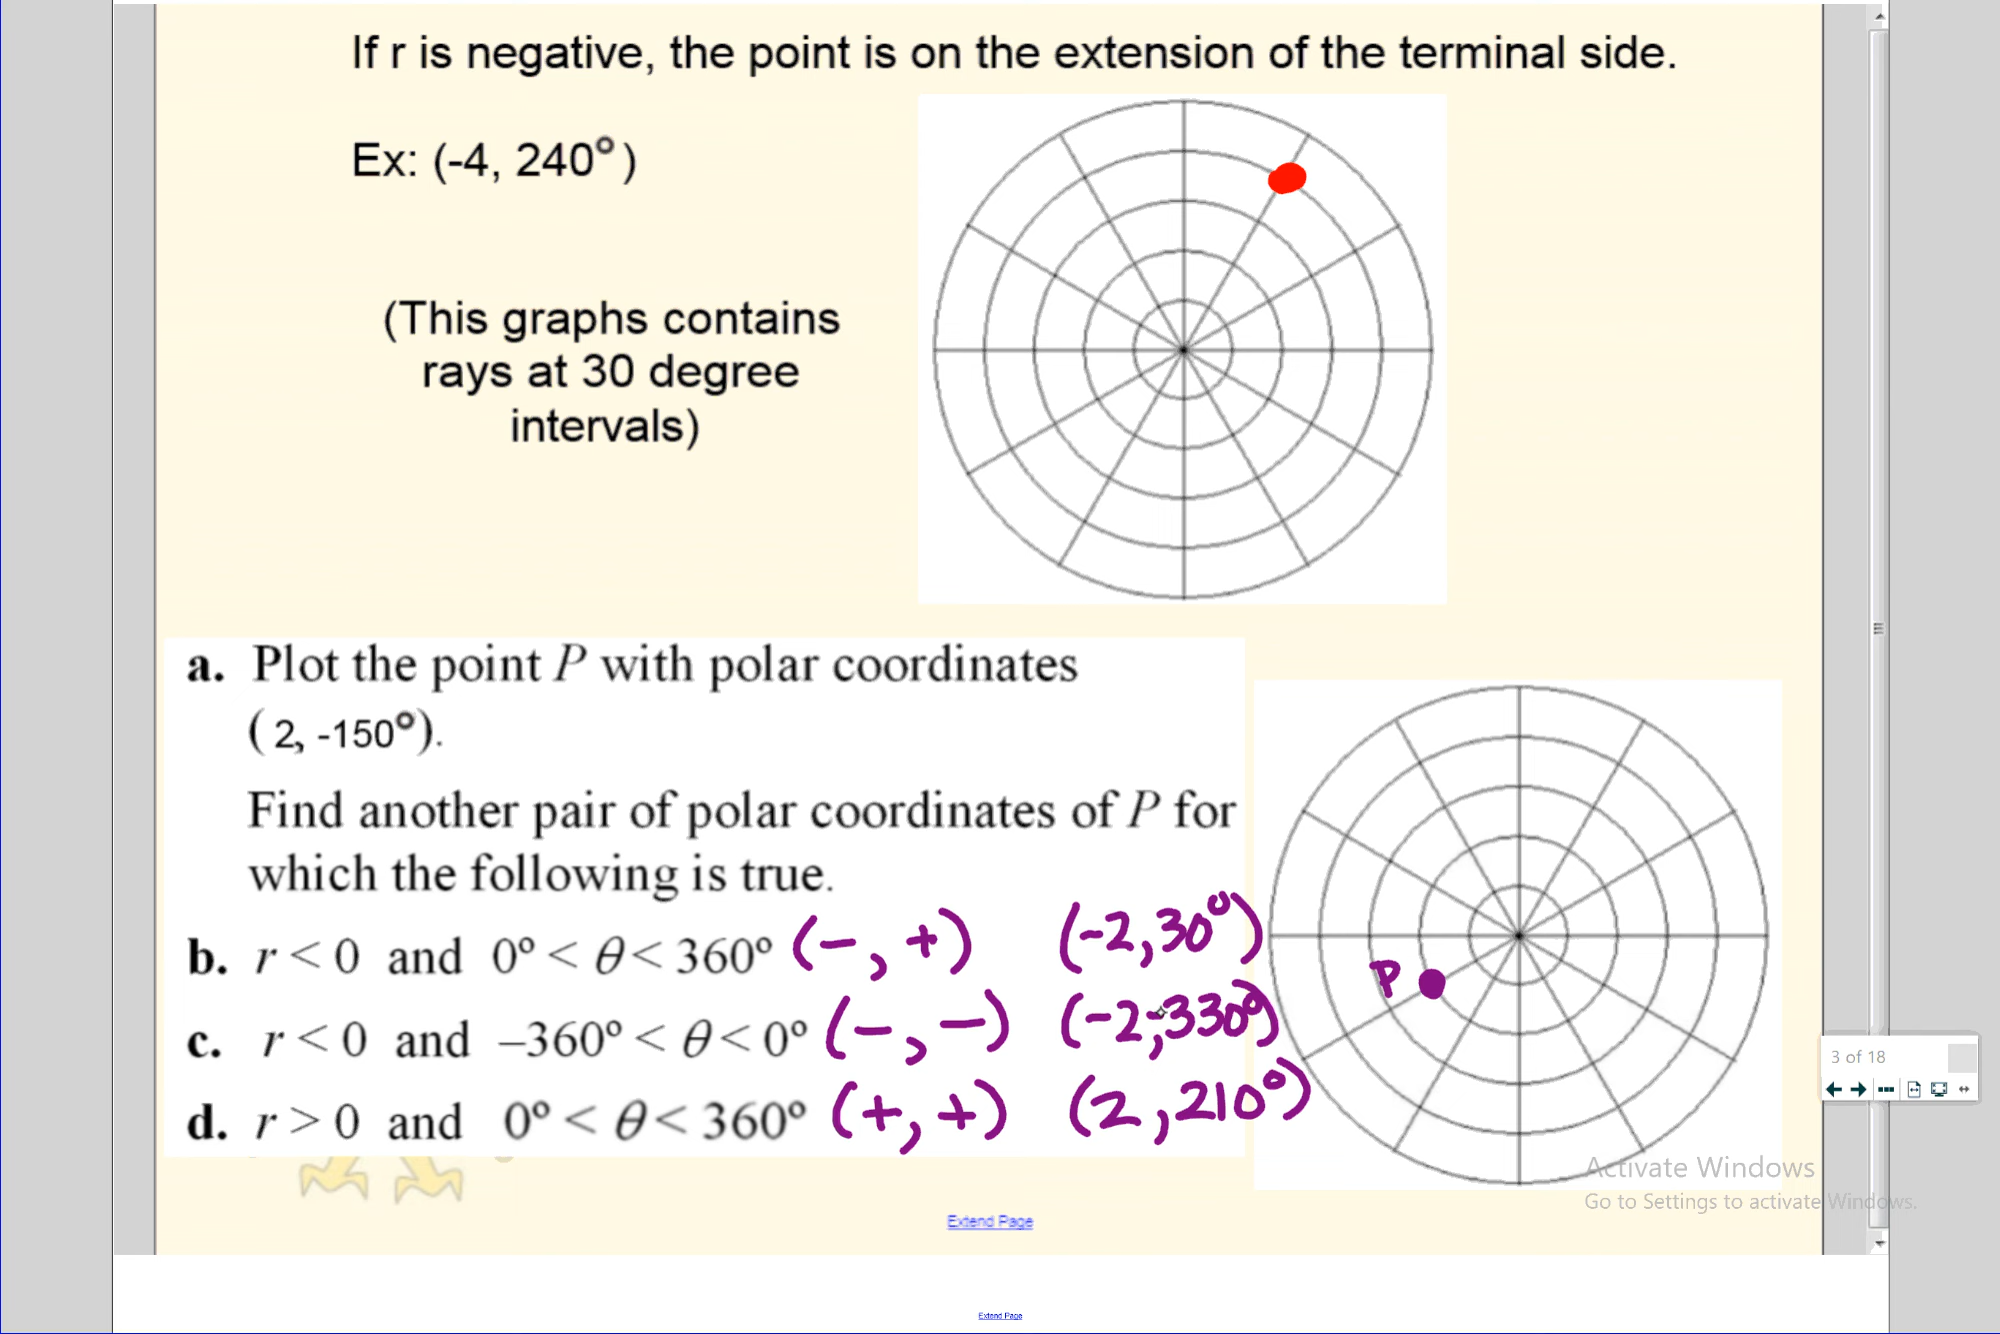 If r is negative, the point is on the extension of the terminal side.
Ex: (-4, 240°)
(This graphs contains
rays at 30 degree
intervals)
a. Plot the point P with polar coordinates
(2, -150°).
Find another pair of polar coordinates of P for
which the following is true.
b. r < 0 and 0° < θ < 360° (−, +) (-2, 30°)
c. r < 0 and –360° < θ < 0° (−, −) (-2, -330°)
d. r > 0 and 0° < θ < 360° (+, +) (2, 210°)
P
3 of 18
Activate Windows
Go to Settings to activate Windows.
Extend Page
Extend Page